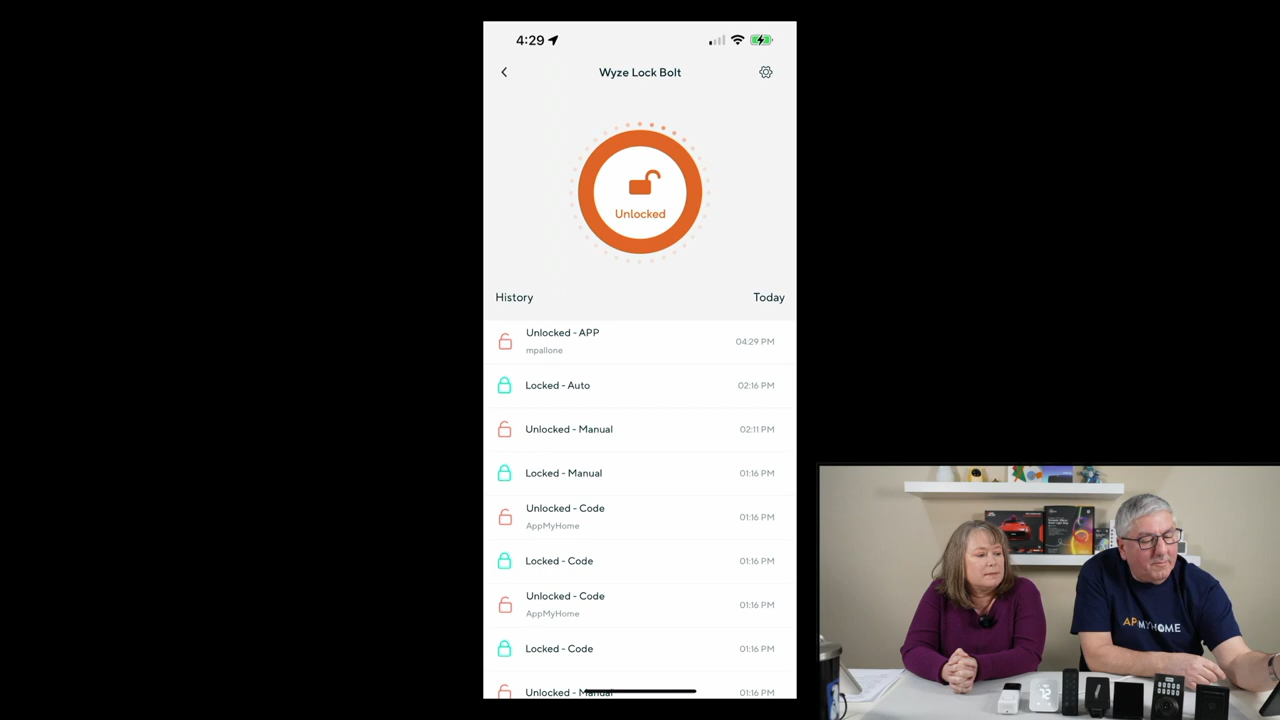 4:29
Wyze Lock Bolt
Unlocked
History
Today
Unlocked - APP
mpallone
04:29 PM
Locked - Auto
02:16 PM
Unlocked - Manual
02:11 PM
Locked - Manual
01:16 PM
Unlocked - Code
AppMyHome
01:16 PM
Locked - Code
01:16 PM
Unlocked - Code
AppMyHome
01:16 PM
Locked - Code
01:16 PM
Unlocked - Manual
01:16 PM
APPMYHOME
72